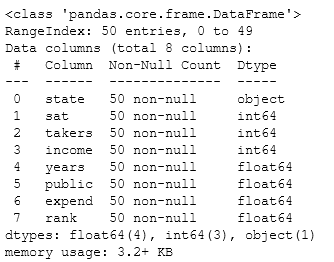 <class 'pandas.core.frame.DataFrame'>
RangeIndex: 50 entries, 0 to 49
Data columns (total 8 columns):
 #   Column  Non-Null Count  Dtype
---  ------  --------------  -----
 0   state   50 non-null     object
 1   sat     50 non-null     int64
 2   takers  50 non-null     int64
 3   income  50 non-null     int64
 4   years   50 non-null     float64
 5   public  50 non-null     float64
 6   expend  50 non-null     float64
 7   rank    50 non-null     float64
dtypes: float64(4), int64(3), object(1)
memory usage: 3.2+ KB